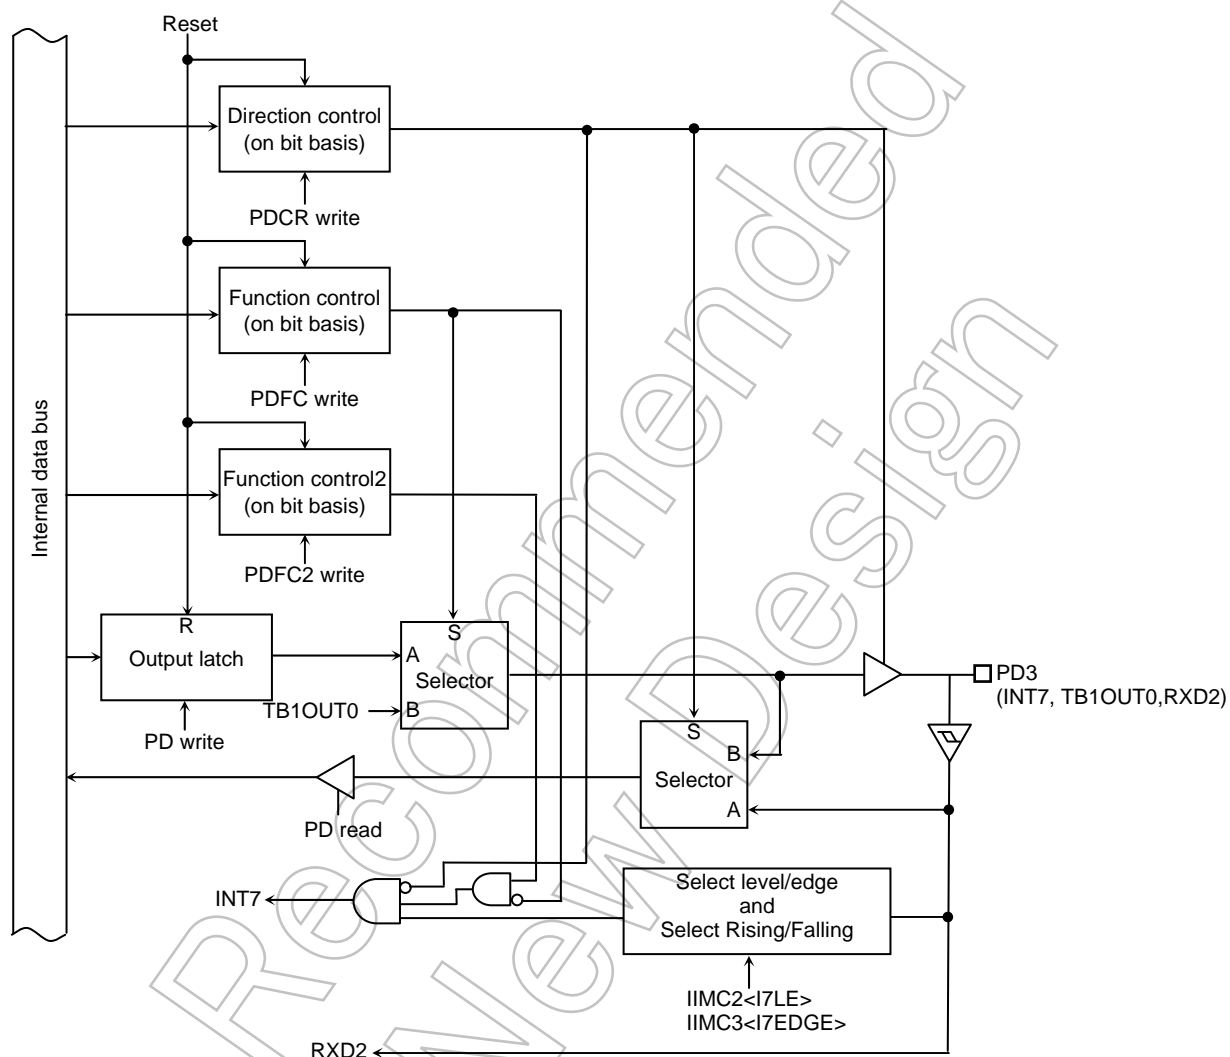 Reset
Direction control
(on bit basis)
PDCR write
Function control
(on bit basis)
PDFC write
Function control2
(on bit basis)
PDFC2 write
Internal data bus
R
Output latch
PD write
S
A
Selector
TB1OUT0
B
PD3
(INT7, TB1OUT0,RXD2)
S
B
Selector
A
PD read
INT7
Select level/edge
and
Select Rising/Falling
IIMC2<I7LE>
IIMC3<I7EDGE>
RXD2
Recommended
New Design